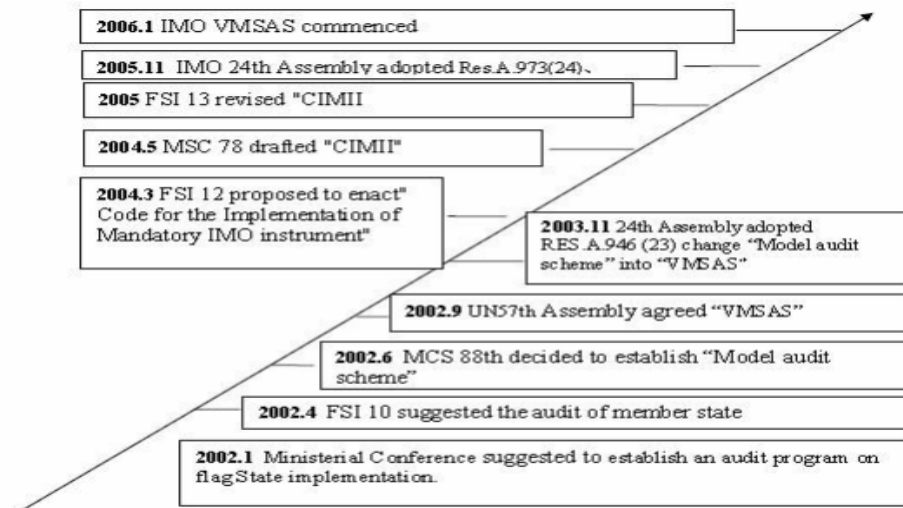 2006.1 IMO VMSAS commenced
2005.11 IMO 24th Assembly adopted Res.A.973(24)、
2005 FSI 13 revised "CIMII
2004.5 MSC 78 drafted "CIMII"
2004.3 FSI 12 proposed to enact"
Code for the Implementation of
Mandatory IMO instrument"
2003.11 24th Assembly adopted
RES.A.946 (23) change “Model audit
scheme” into “VMSAS”
2002.9 UN57th Assembly agreed “VMSAS”
2002.6 MCS 88th decided to establish “Model audit
scheme”
2002.4 FSI 10 suggested the audit of member state
2002.1 Ministerial Conference suggested to establish an audit program on
flagState implementation.